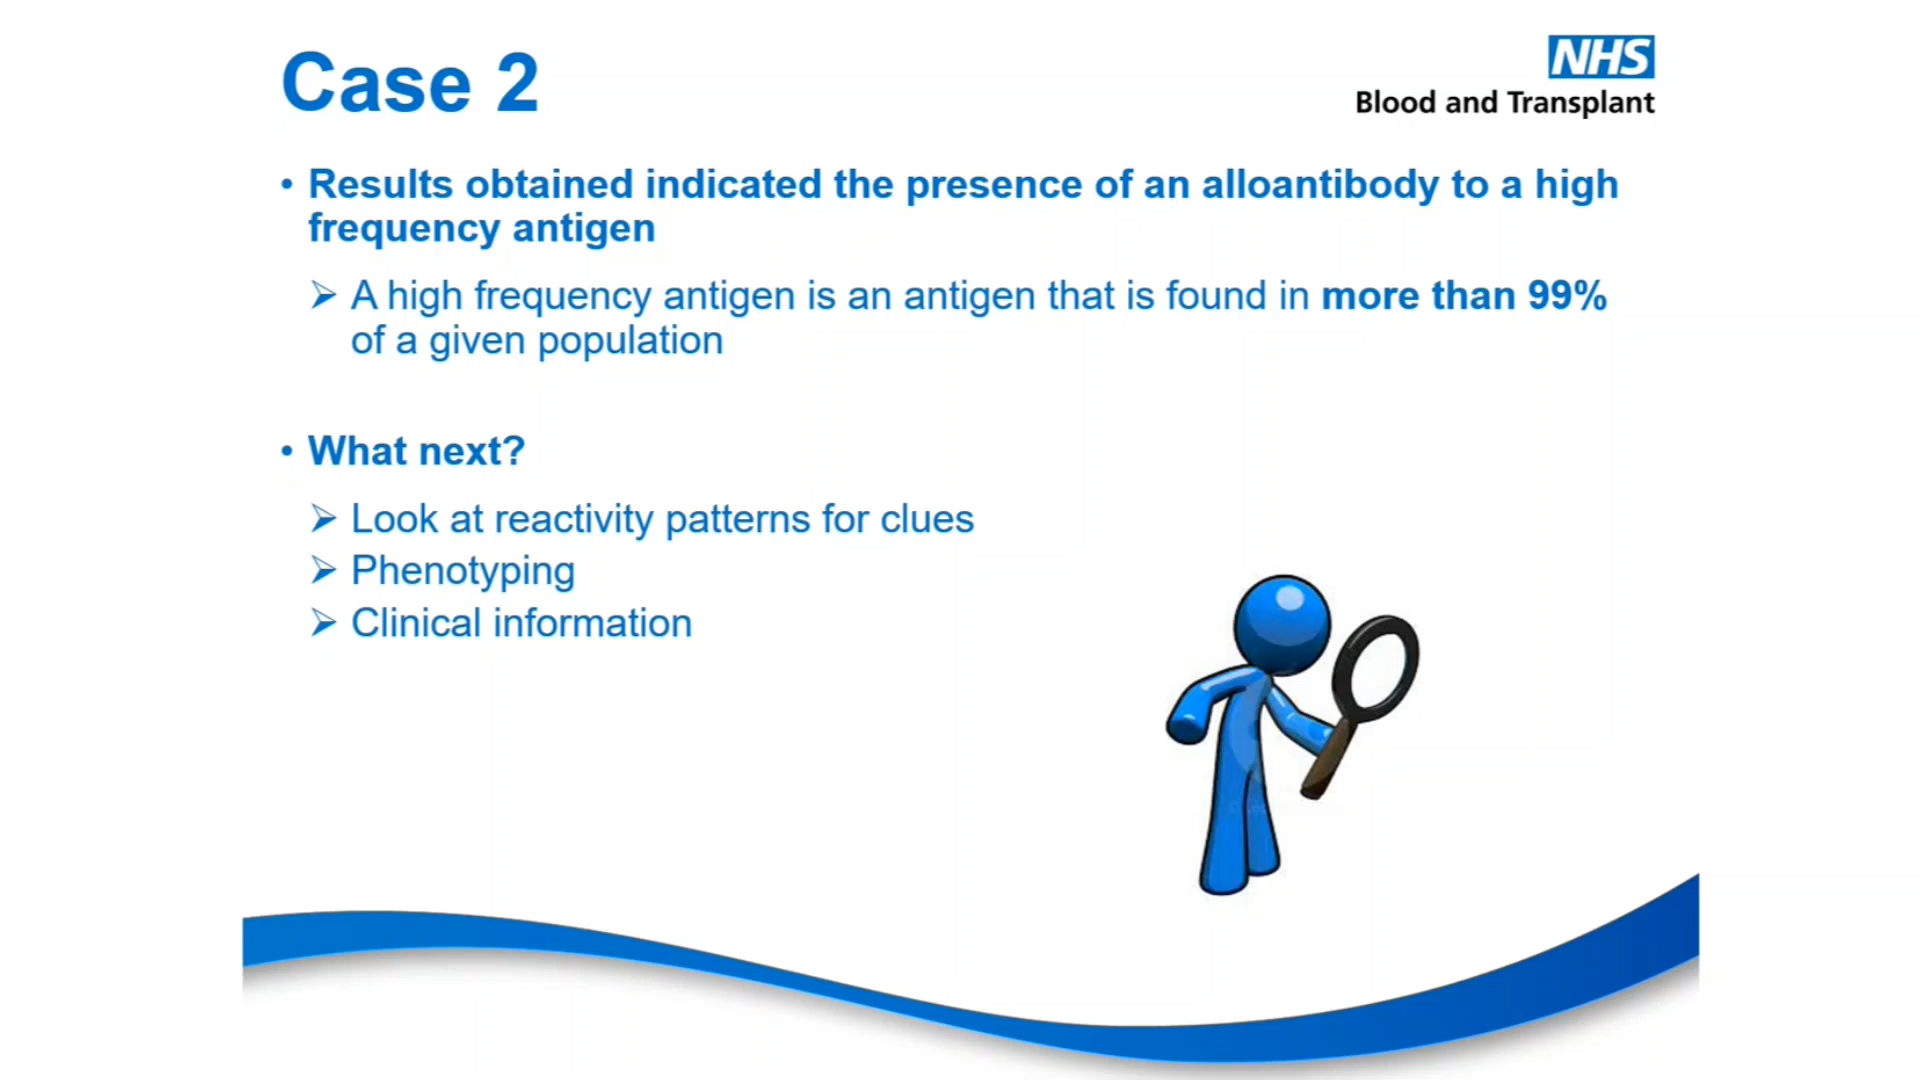 Case 2
NHS
Blood and Transplant
• Results obtained indicated the presence of an alloantibody to a high
frequency antigen
➢ A high frequency antigen is an antigen that is found in more than 99%
of a given population
• What next?
➢ Look at reactivity patterns for clues
➢ Phenotyping
➢ Clinical information